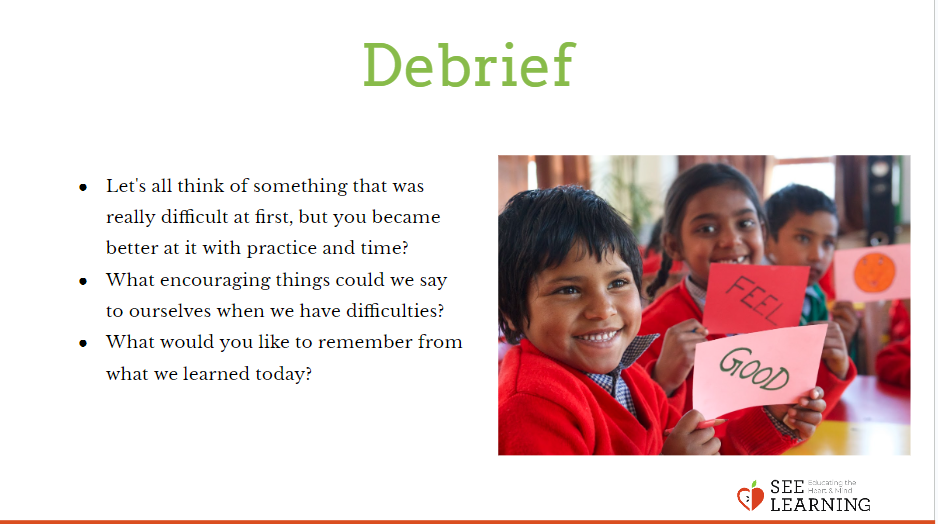 Debrief
● Let's all think of something that was
really difficult at first, but you became
better at it with practice and time?
● What encouraging things could we say
to ourselves when we have difficulties?
● What would you like to remember from
what we learned today?
FEEL
GOOD
SEE Educating the
Heart & Mind
LEARNING